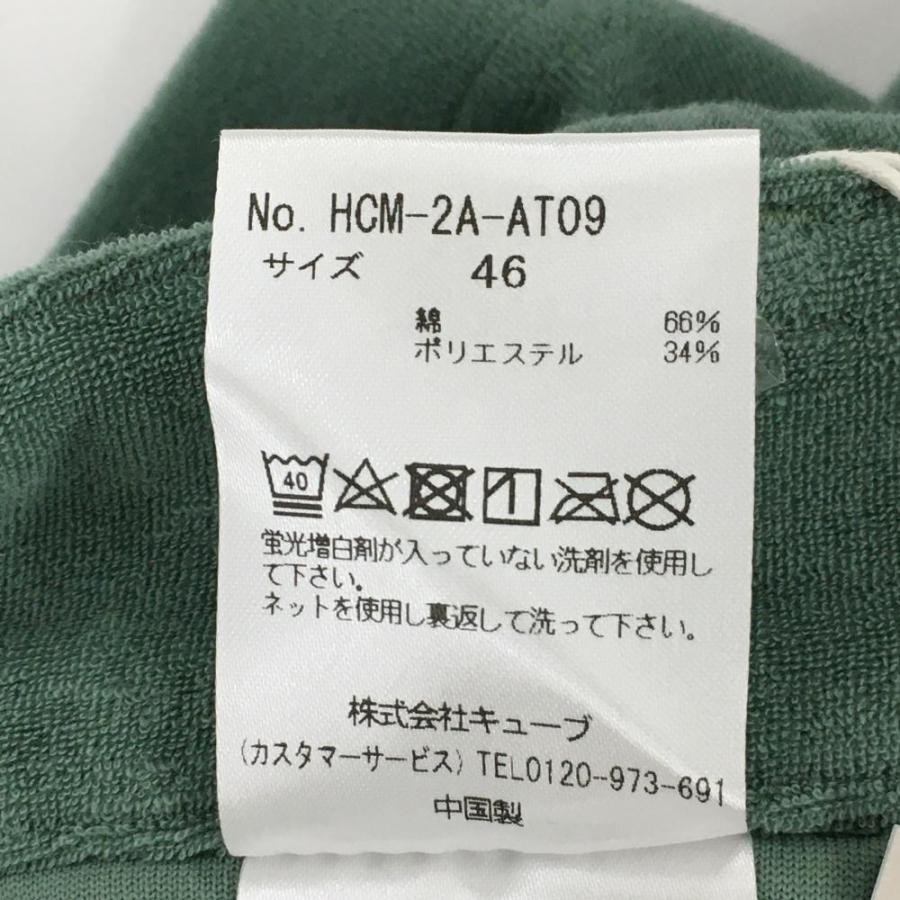 No. HCM-2A-AT09
サイズ 46
綿 66%
ポリエステル 34%
40
蛍光増白剤が入っていない洗剤を使用し
て下さい。
ネットを使用し裏返して洗って下さい。
株式会社キューブ
(カスタマーサービス) TEL0120-973-691
中国製